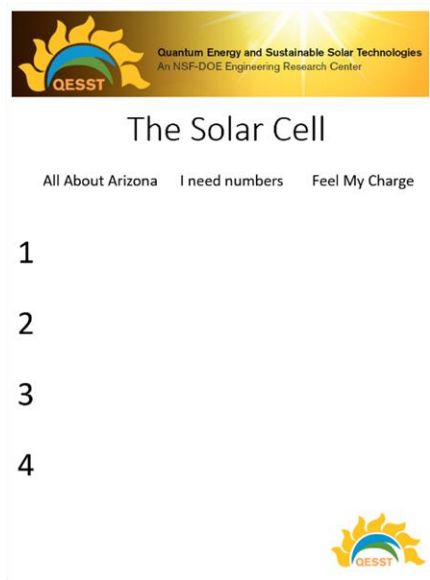 QESST
Quantum Energy and Sustainable Solar Technologies
An NSF-DOE Engineering Research Center
The Solar Cell
All About Arizona I need numbers Feel My Charge
1
2
3
4
QESST